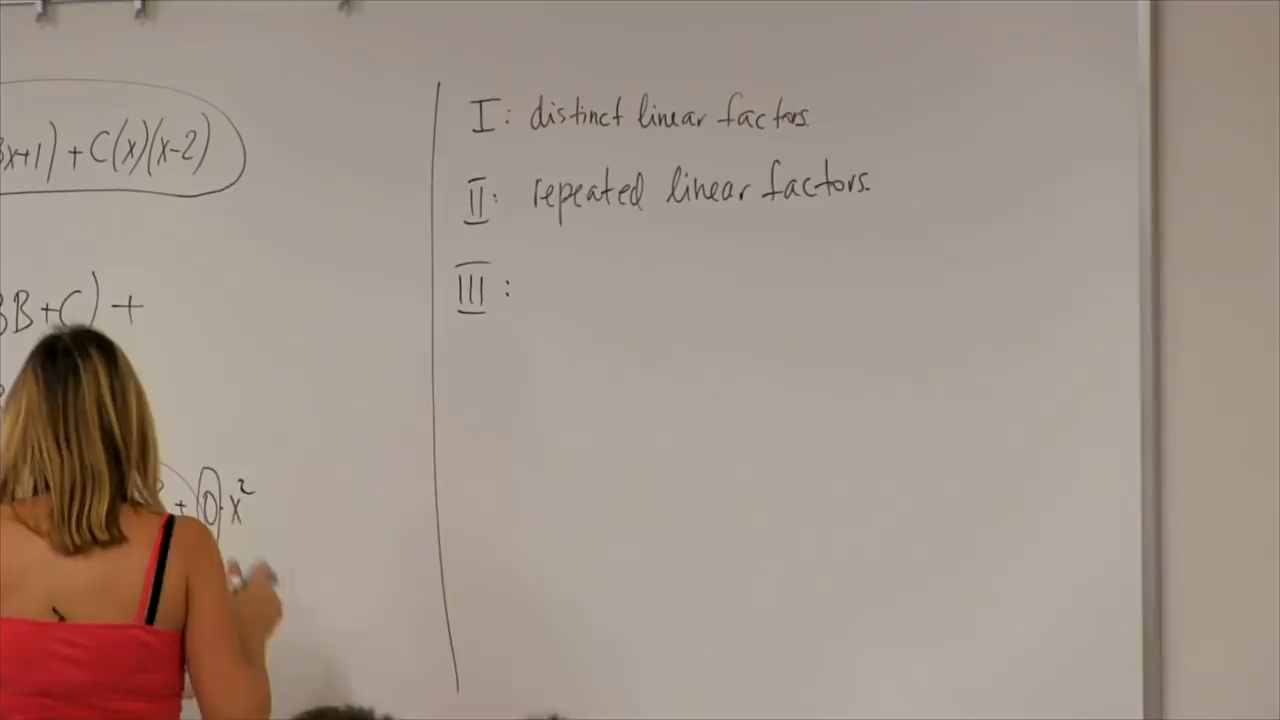 x+1) + C(x)(x-2)
B + C) +
+ 0·x²
I: distinct linear factors.
II: repeated linear factors.
III: